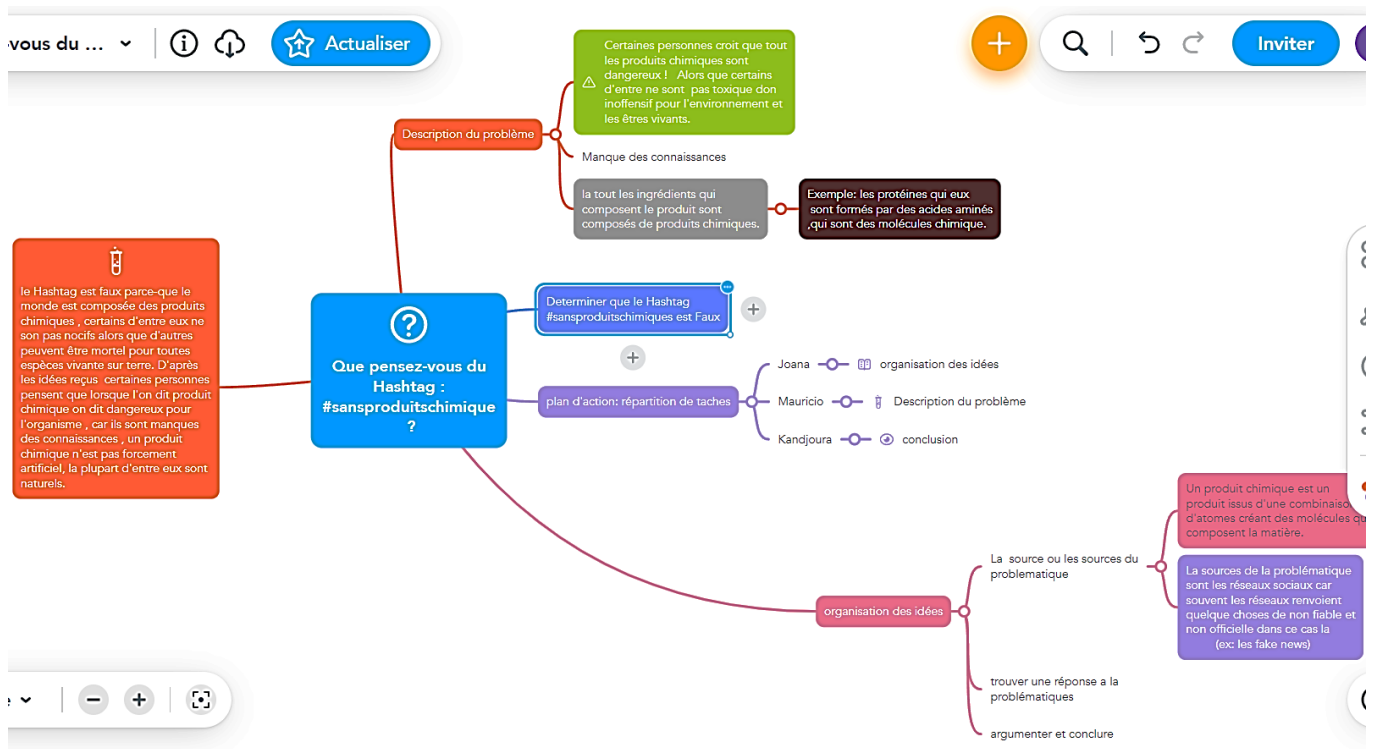 -vous du ...
Actualiser
Inviter
Certaines personnes croit que tout
les produits chimiques sont
dangereux ! Alors que certains
d'entre ne sont pas toxique don
inoffensif pour l'environnement et
les êtres vivants.
Description du problème
Manque des connaissances
la tout les ingrédients qui
composent le produit sont
composés de produits chimiques.
Exemple: les protéines qui eux
sont formés par des acides aminés
,qui sont des molécules chimique.
le Hashtag est faux parce-que le
monde est composée des produits
chimiques , certains d'entre eux ne
son pas nocifs alors que d'autres
peuvent être mortel pour toutes
espèces vivante sur terre. D'après
les idées reçus certaines personnes
pensent que lorsque l'on dit produit
chimique on dit dangereux pour
l'organisme , car ils sont manques
des connaissances , un produit
chimique n'est pas forcement
artificiel, la plupart d'entre eux sont
naturels.
Que pensez-vous du
Hashtag :
#sansproduitschimique
?
Determiner que le Hashtag
#sansproduitschimiques est Faux
plan d'action: répartition de taches
Joana
organisation des idées
Mauricio
Description du problème
Kandjoura
conclusion
organisation des idées
La source ou les sources du
problematique
Un produit chimique est un
produit issus d'une combinaiso
d'atomes créant des molécules qu
composent la matière.
La sources de la problématique
sont les réseaux sociaux car
souvent les réseaux renvoient
quelque choses de non fiable et
non officielle dans ce cas la
(ex: les fake news)
trouver une réponse a la
problématiques
argumenter et conclure